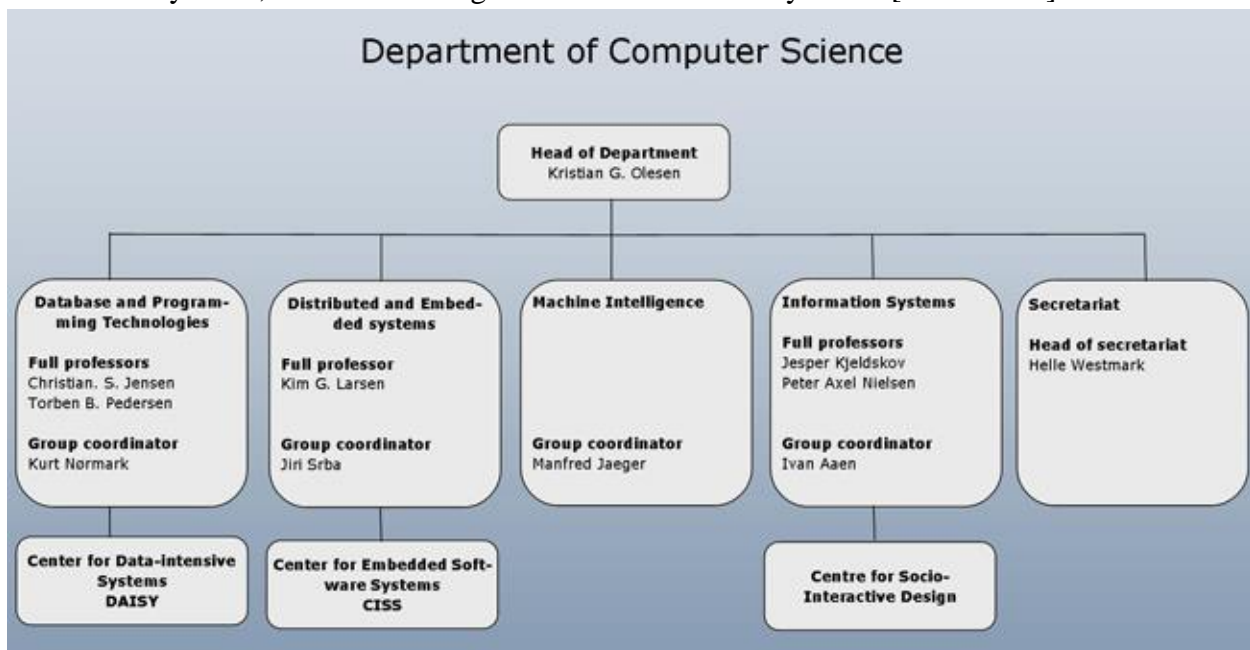 Department of Computer Science
Head of Department
Kristian G. Olesen
Database and Program-
ming Technologies
Full professors
Christian. S. Jensen
Torben B. Pedersen
Group coordinator
Kurt Nørmark
Distributed and Embed-
ded systems
Full professor
Kim G. Larsen
Group coordinator
Jiri Srba
Machine Intelligence
Group coordinator
Manfred Jaeger
Information Systems
Full professors
Jesper Kjeldskov
Peter Axel Nielsen
Group coordinator
Ivan Aaen
Secretariat
Head of secretariat
Helle Westmark
Center for Data-intensive
Systems
DAISY
Center for Embedded Soft-
ware Systems
CISS
Centre for Socio-
Interactive Design